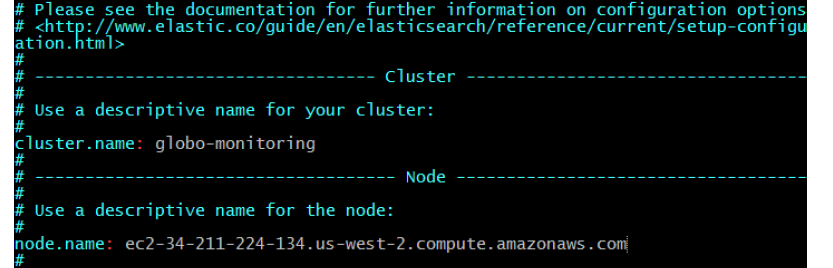 # Please see the documentation for further information on configuration options
# <http://www.elastic.co/guide/en/elasticsearch/reference/current/setup-configu
ation.html>
#
# --------------------------------- Cluster ---------------------------------
#
# Use a descriptive name for your cluster:
#
cluster.name: globo-monitoring
#
# ----------------------------------- Node ----------------------------------
#
# Use a descriptive name for the node:
#
node.name: ec2-34-211-224-134.us-west-2.compute.amazonaws.com
#